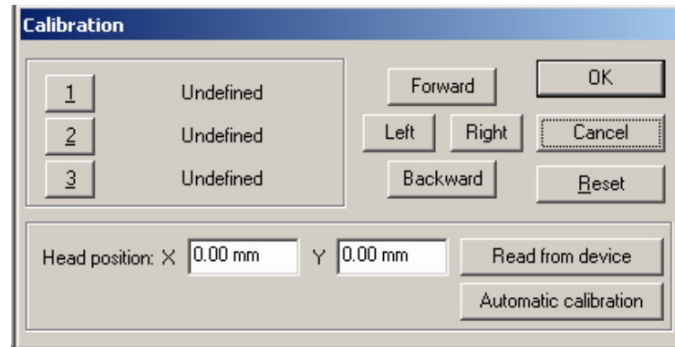 Calibration
1 Undefined
2 Undefined
3 Undefined
Forward
Left Right
Backward
OK
Cancel
Reset
Head position: X 0.00 mm Y 0.00 mm
Read from device
Automatic calibration